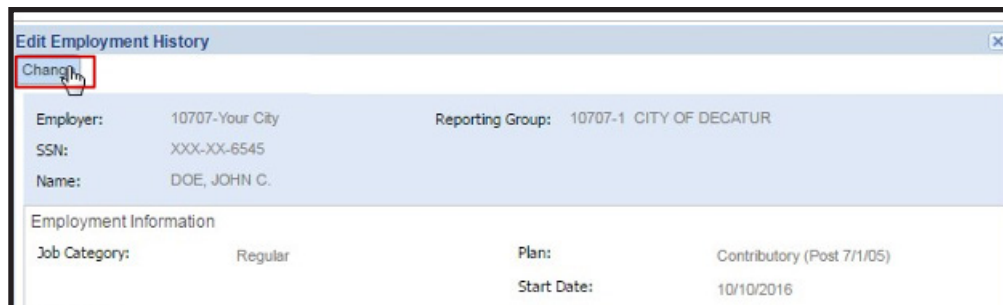 Edit Employment History
Change
Employer: 10707-Your City Reporting Group: 10707-1 CITY OF DECATUR
SSN: XXX-XX-6545
Name: DOE, JOHN C.
Employment Information
Job Category: Regular Plan: Contributory (Post 7/1/05)
Start Date: 10/10/2016